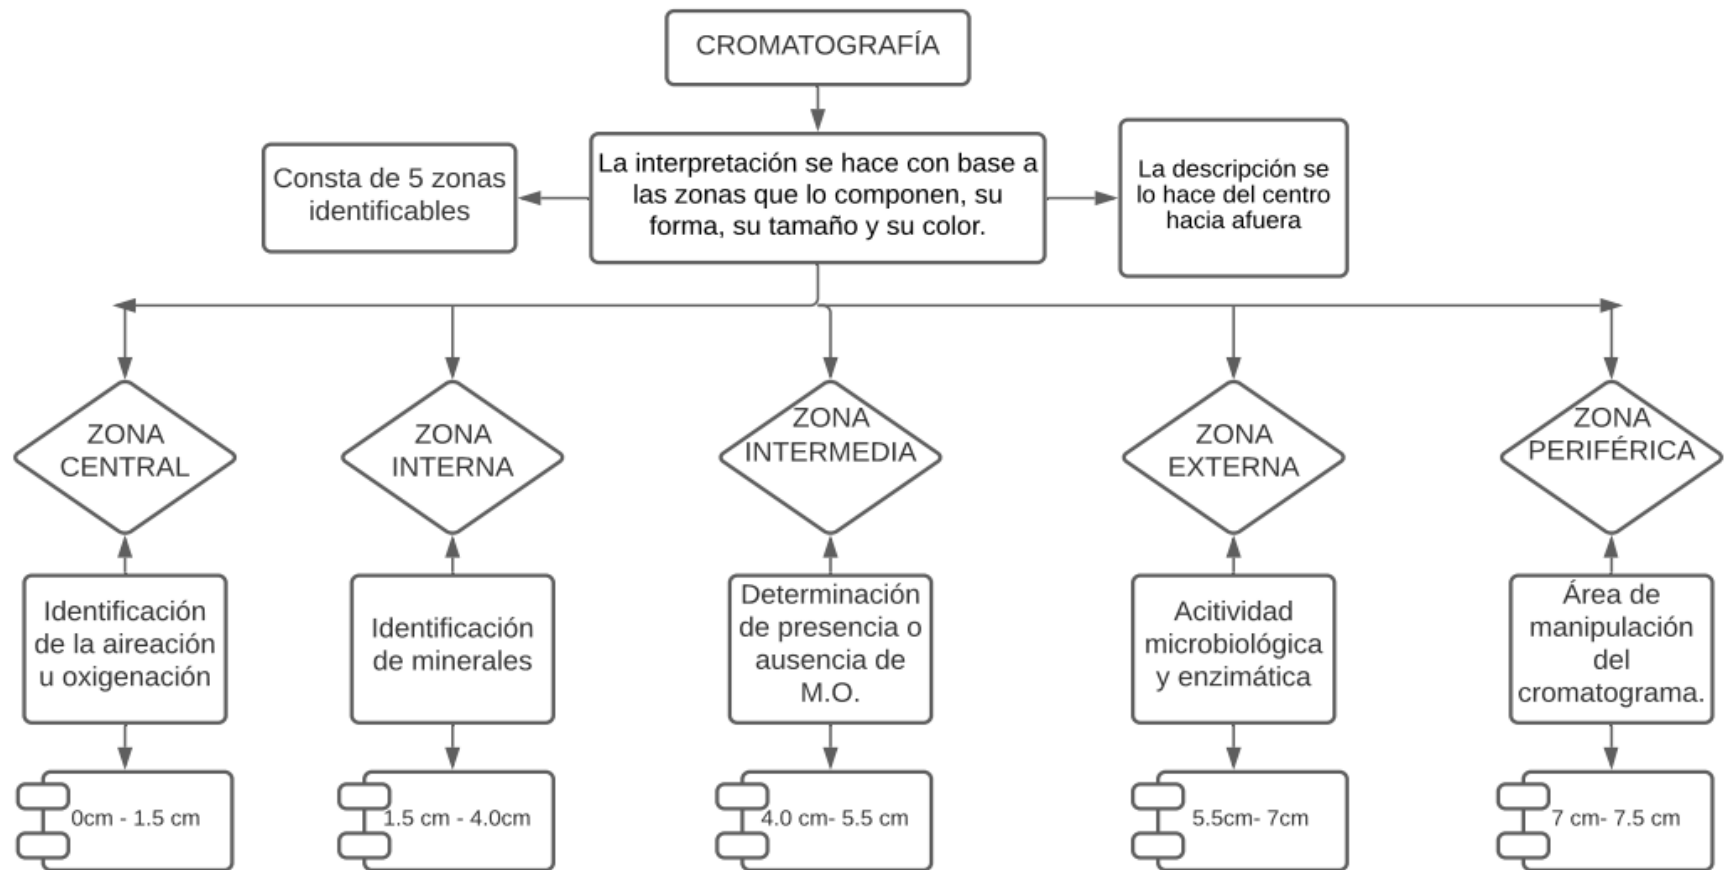 CROMATOGRAFÍA
Consta de 5 zonas
identificables
La interpretación se hace con base a
las zonas que lo componen, su
forma, su tamaño y su color.
La descripción se
lo hace del centro
hacia afuera
ZONA
CENTRAL
ZONA
INTERNA
ZONA
INTERMEDIA
ZONA
EXTERNA
ZONA
PERIFÉRICA
Identificación
de la aireación
u oxigenación
Identificación
de minerales
Determinación
de presencia o
ausencia de
M.O.
Acitividad
microbiológica
y enzimática
Área de
manipulación
del
cromatograma.
0cm - 1.5 cm
1.5 cm - 4.0cm
4.0 cm- 5.5 cm
5.5cm- 7cm
7 cm- 7.5 cm